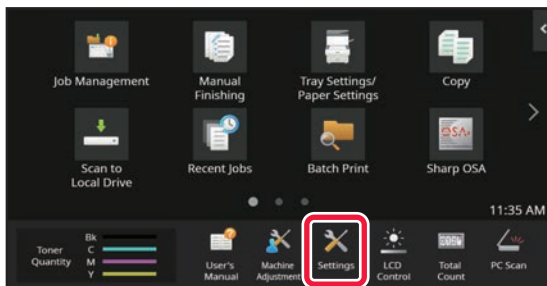 Job Management
Manual
Finishing
Tray Settings/
Paper Settings
Copy
Scan to
Local Drive
Recent Jobs
Batch Print
OSA
Sharp OSA
11:35 AM
Toner
Quantity
Bk
C
M
Y
User's
Manual
Machine
Adjustment
Settings
LCD
Control
Total
Count
PC Scan